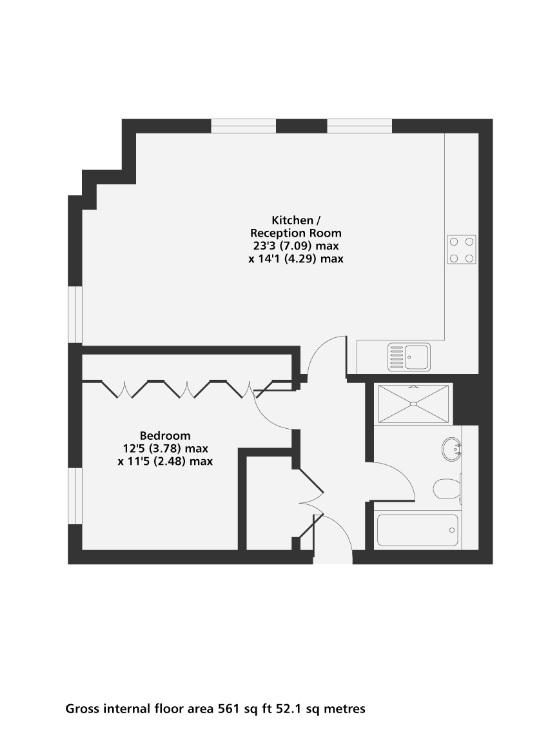 Kitchen /
Reception Room
23'3 (7.09) max
x 14'1 (4.29) max
Bedroom
12'5 (3.78) max
x 11'5 (2.48) max
Gross internal floor area 561 sq ft 52.1 sq metres